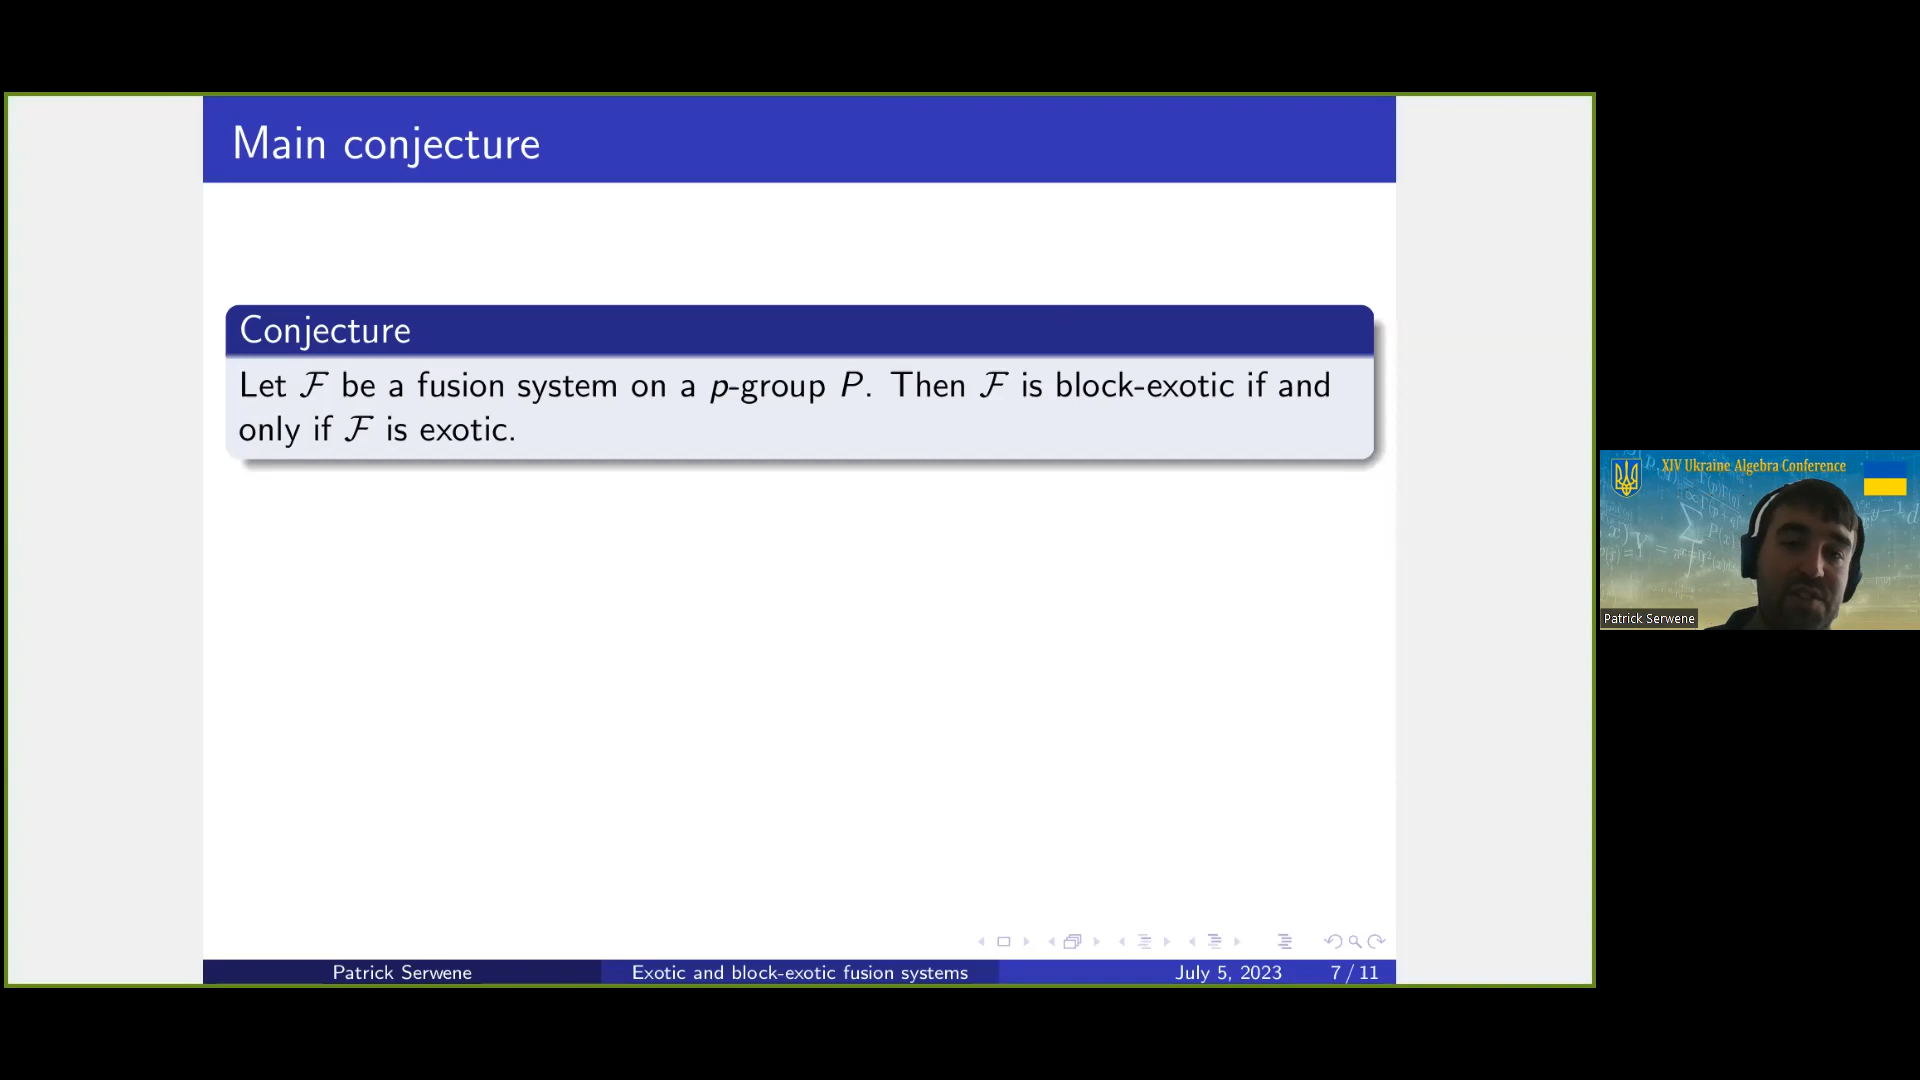 Main conjecture
Conjecture
Let ℱ be a fusion system on a p-group P. Then ℱ is block-exotic if and
only if ℱ is exotic.
Patrick Serwene Exotic and block-exotic fusion systems July 5, 2023 7 / 11
XIV Ukraine Algebra Conference
Patrick Serwene